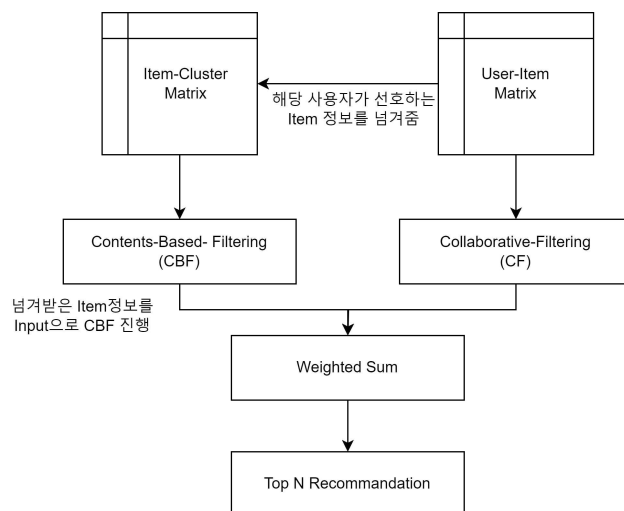 Item-Cluster
Matrix
User-Item
Matrix
해당 사용자가 선호하는
Item 정보를 넘겨줌
Contents-Based- Filtering
(CBF)
Collaborative-Filtering
(CF)
넘겨받은 Item정보를
Input으로 CBF 진행
Weighted Sum
Top N Recommandation